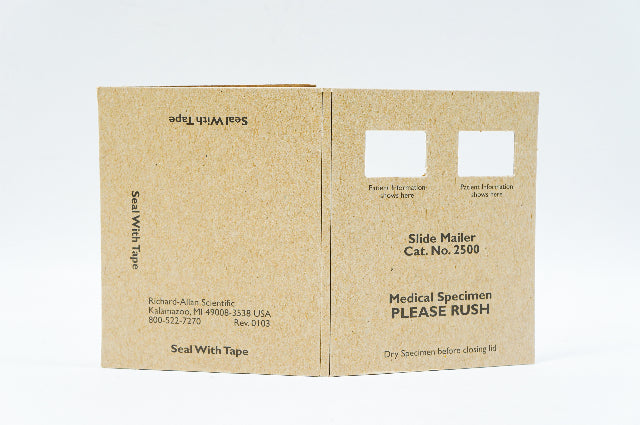 Seal With Tape
Seal With Tape
Richard-Allan Scientific
Kalamazoo, MI 49008-3538 USA
800-522-7270 Rev. 0103
Seal With Tape
Patient Information
shows here
Patient Information
shows here
Slide Mailer
Cat. No. 2500
Medical Specimen
PLEASE RUSH
Dry Specimen before closing lid